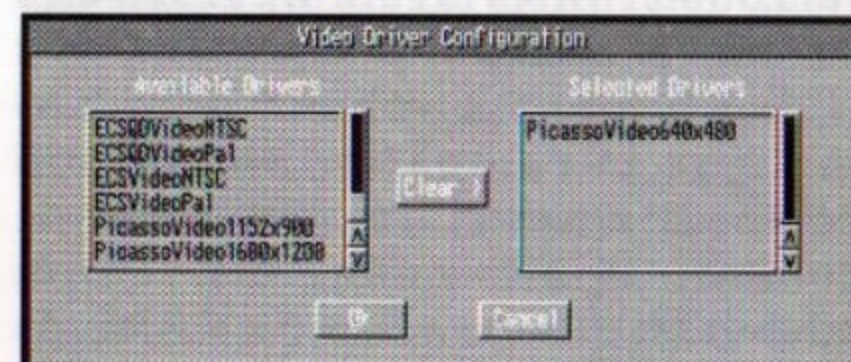 Video Driver Configuration
Available Drivers
Selected Drivers
ECSQDVideoNTSC
ECSQDVideoPal
ECSVideoNTSC
ECSVideoPal
PicassoVideo1152x900
PicassoVideo1600x1200
PicassoVideo640x480
Clear >
Ok
Cancel